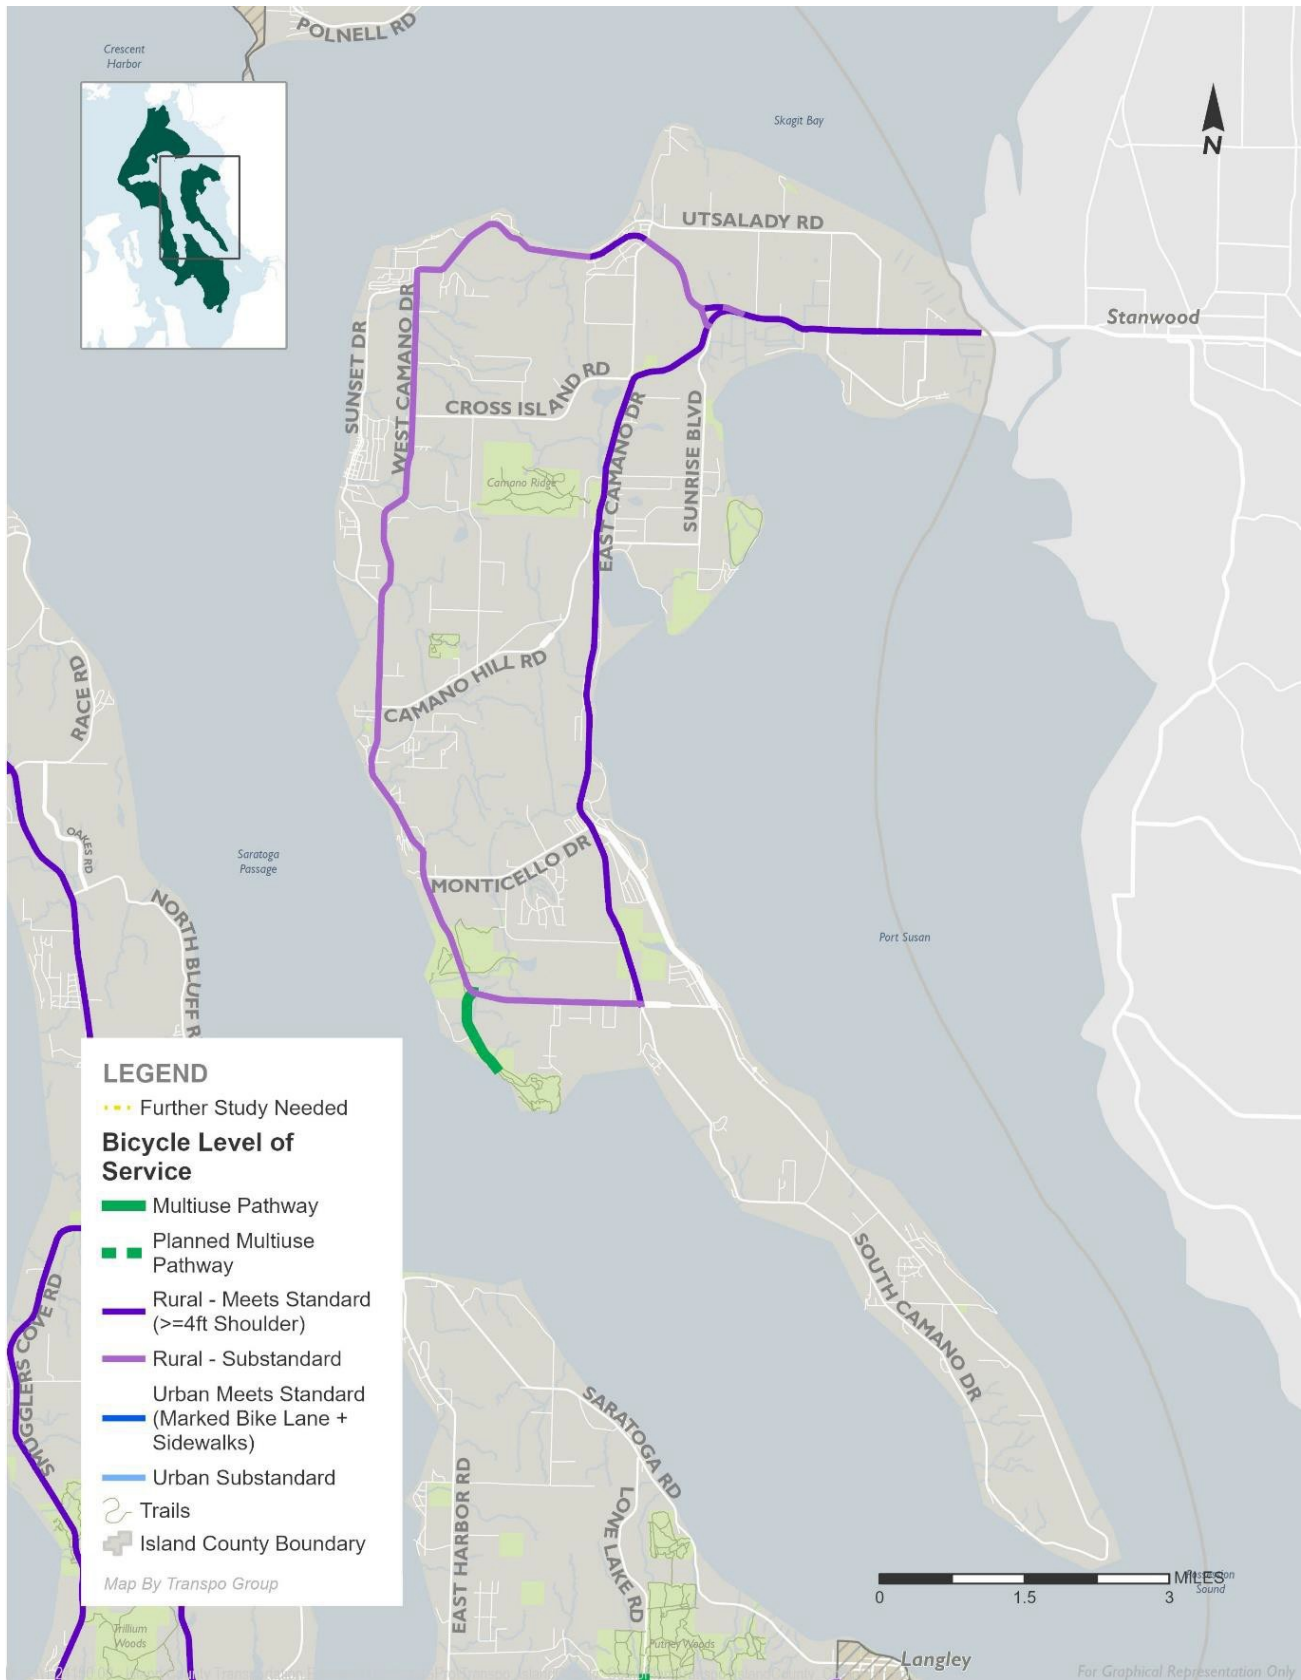 POLNELL RD
Crescent
Harbor
Skagit Bay
N
UTSALADY RD
Stanwood
SUNSET DR
WEST CAMANO DR
CROSS ISLAND RD
EAST CAMANO DR
SUNRISE BLVD
Camano Ridge
RACE RD
CAMANO HILL RD
OAKES RD
Saratoga
Passage
MONTICELLO DR
NORTH BLUFF R
Port Susan
LEGEND
Further Study Needed
Bicycle Level of
Service
Multiuse Pathway
Planned Multiuse
Pathway
Rural - Meets Standard
(>=4ft Shoulder)
Rural - Substandard
Urban Meets Standard
(Marked Bike Lane +
Sidewalks)
Urban Substandard
Trails
Island County Boundary
Map By Transpo Group
SMUGGLERS COVE RD
SOUTH CAMANO DR
SARATOGA RD
EAST HARBOR RD
LONE LAKE RD
MILES
0 1.5 3
Sound
Trillium
Woods
Putney Woods
Langley
For Graphical Representation Only